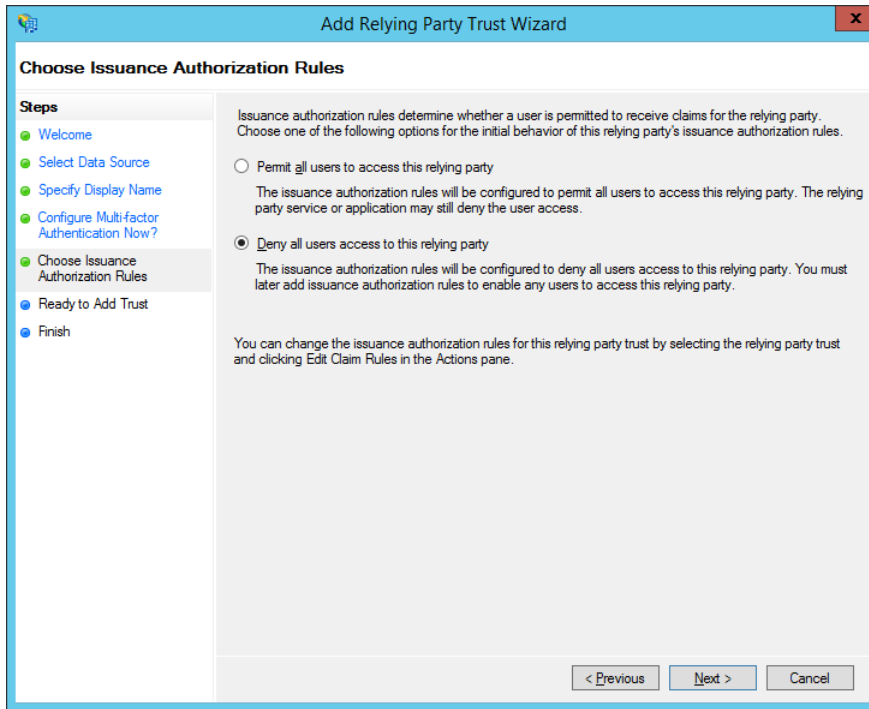 Add Relying Party Trust Wizard
x
Choose Issuance Authorization Rules
Steps
Welcome
Select Data Source
Specify Display Name
Configure Multi-factor
Authentication Now?
Choose Issuance
Authorization Rules
Ready to Add Trust
Finish
Issuance authorization rules determine whether a user is permitted to receive claims for the relying party.
Choose one of the following options for the initial behavior of this relying party's issuance authorization rules.
Permit all users to access this relying party
The issuance authorization rules will be configured to permit all users to access this relying party. The relying
party service or application may still deny the user access.
Deny all users access to this relying party
The issuance authorization rules will be configured to deny all users access to this relying party. You must
later add issuance authorization rules to enable any users to access this relying party.
You can change the issuance authorization rules for this relying party trust by selecting the relying party trust
and clicking Edit Claim Rules in the Actions pane.
< Previous
Next >
Cancel